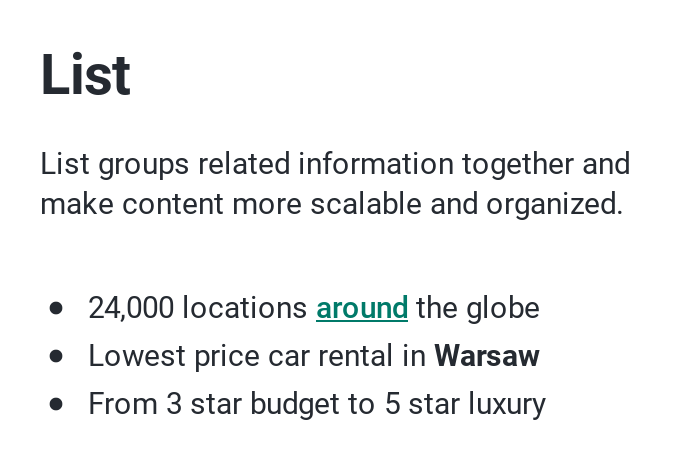 List
List groups related information together and
make content more scalable and organized.
• 24,000 locations around the globe
• Lowest price car rental in Warsaw
• From 3 star budget to 5 star luxury